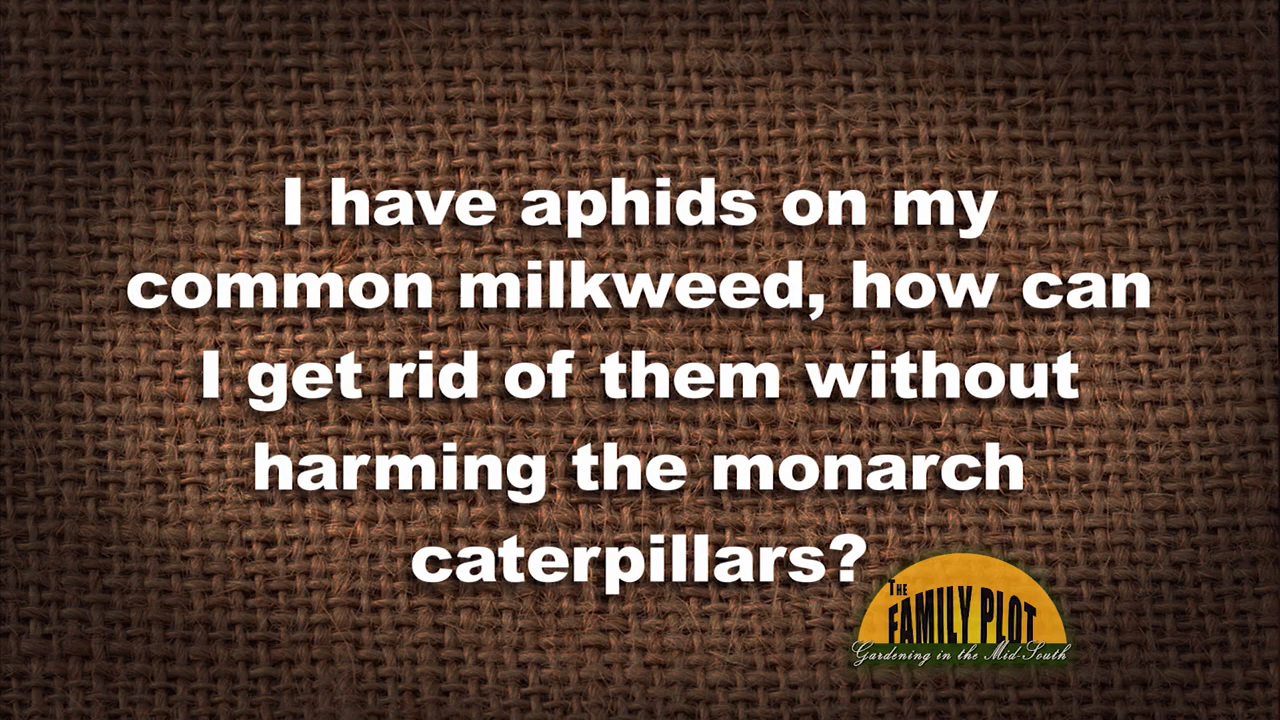 I have aphids on my
common milkweed, how can
I get rid of them without
harming the monarch
caterpillars?
THE
FAMILY PLOT
Gardening in the Mid-South